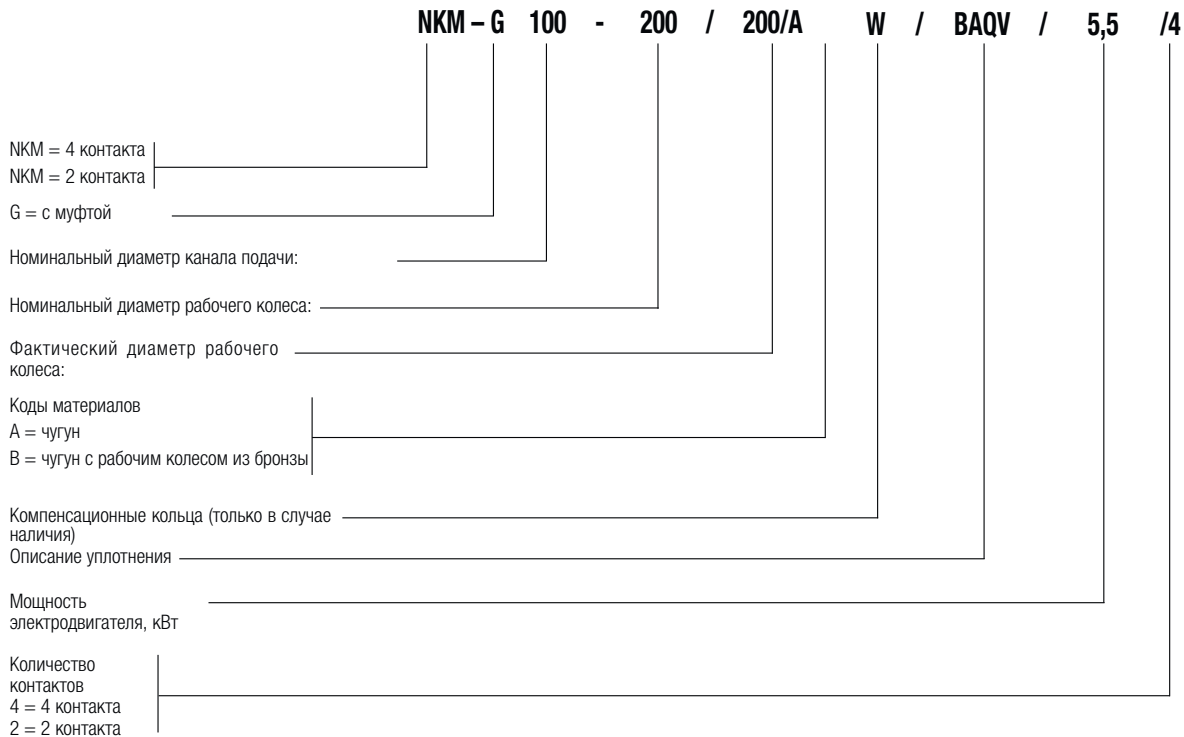 NKM – G 100 - 200 / 200/A W / BAQV / 5,5 /4
NKM = 4 контакта
NKM = 2 контакта
G = с муфтой
Номинальный диаметр канала подачи:
Номинальный диаметр рабочего колеса:
Фактический диаметр рабочего
колеса:
Коды материалов
A = чугун
B = чугун с рабочим колесом из бронзы
Компенсационные кольца (только в случае
наличия)
Описание уплотнения
Мощность
электродвигателя, кВт
Количество
контактов
4 = 4 контакта
2 = 2 контакта